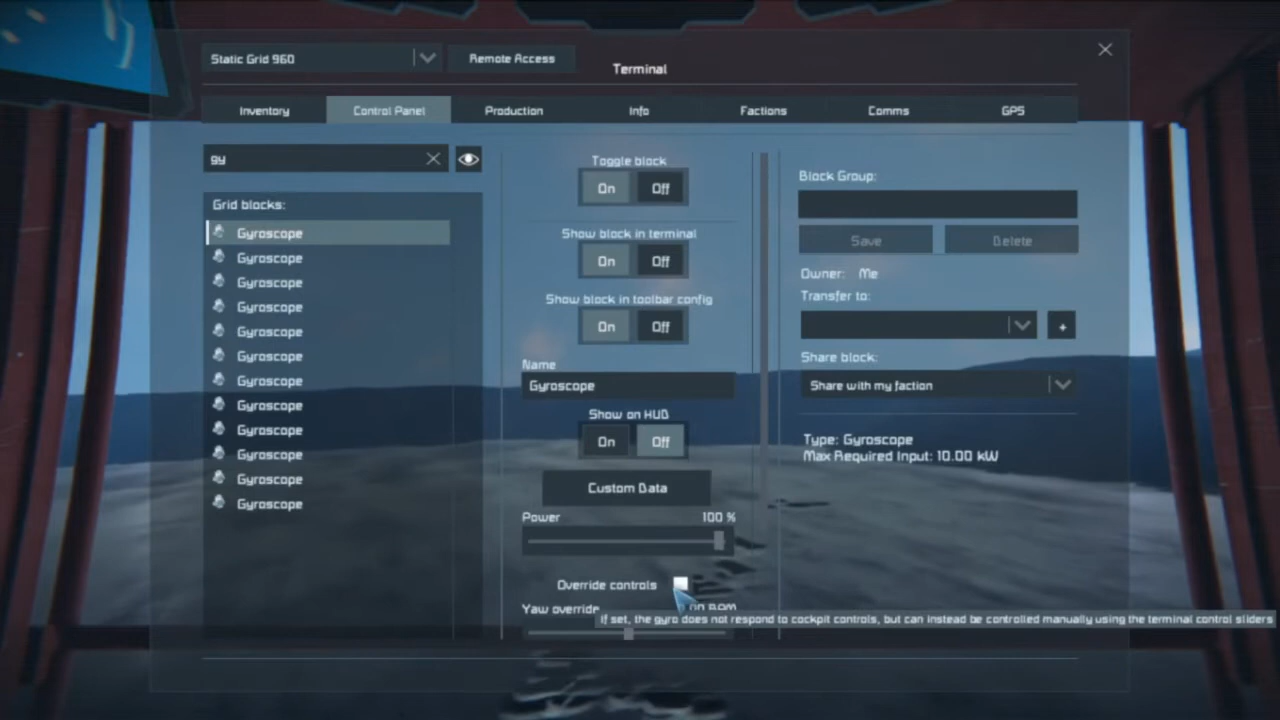 Static Grid 960
Remote Access
Terminal
Inventory
Control Panel
Production
Info
Factions
Comms
GPS
gy
Grid blocks:
Gyroscope
Gyroscope
Gyroscope
Gyroscope
Gyroscope
Gyroscope
Gyroscope
Gyroscope
Gyroscope
Gyroscope
Gyroscope
Gyroscope
Toggle block
On Off
Show block in terminal
On Off
Show block in toolbar config
On Off
Name
Gyroscope
Show on HUD
On Off
Custom Data
Power 100 %
Override controls
Yaw override RPM
If set, the gyro does not respond to cockpit controls, but can instead be controlled manually using the terminal control sliders
Block Group:
Save Delete
Owner: Me
Transfer to:
+
Share block:
Share with my faction
Type: Gyroscope
Max Required Input: 10.00 kW